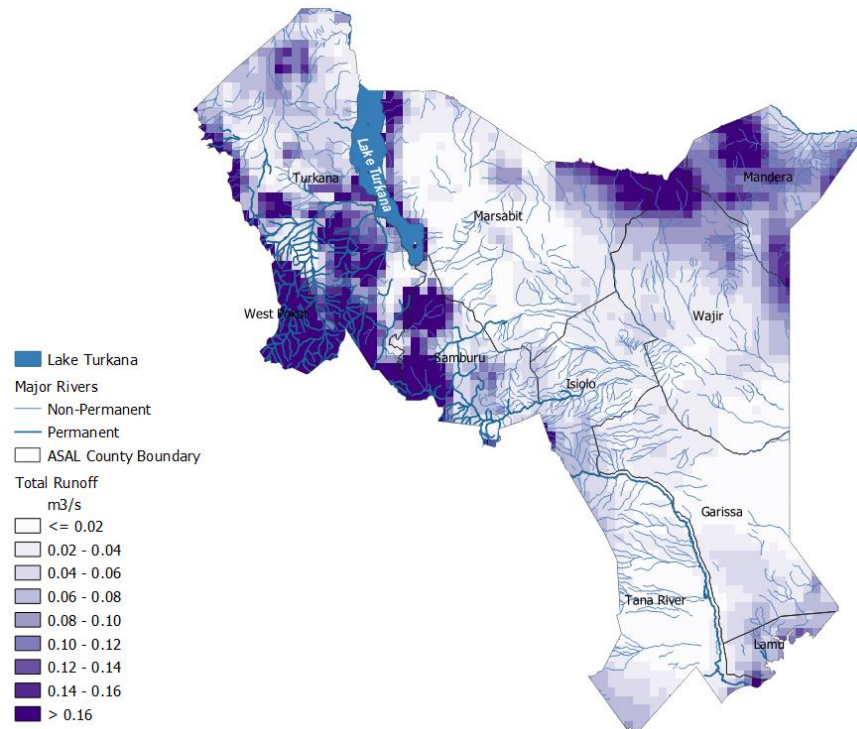 Lake Turkana
Turkana
Marsabit
Mandera
West Pokot
Samburu
Wajir
Isiolo
Garissa
Tana River
Lamu
Lake Turkana
Major Rivers
Non-Permanent
Permanent
ASAL County Boundary
Total Runoff
m3/s
<= 0.02
0.02 - 0.04
0.04 - 0.06
0.06 - 0.08
0.08 - 0.10
0.10 - 0.12
0.12 - 0.14
0.14 - 0.16
> 0.16